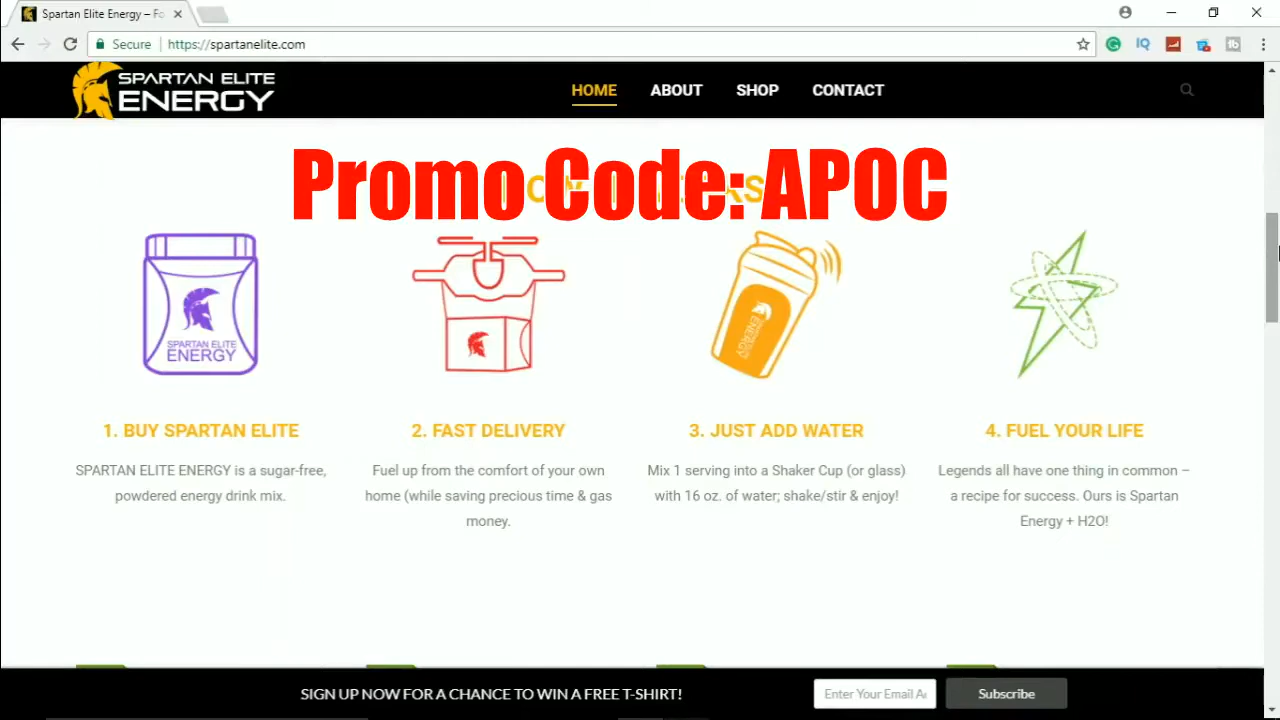 Spartan Elite Energy – Fo
Secure
https://spartanelite.com
SPARTAN ELITE
ENERGY
HOME
ABOUT
SHOP
CONTACT
Promo Code: APOC
SPARTAN ELITE
ENERGY
ENERGY
1. BUY SPARTAN ELITE
SPARTAN ELITE ENERGY is a sugar-free,
powdered energy drink mix.
2. FAST DELIVERY
Fuel up from the comfort of your own
home (while saving precious time & gas
money.
3. JUST ADD WATER
Mix 1 serving into a Shaker Cup (or glass)
with 16 oz. of water; shake/stir & enjoy!
4. FUEL YOUR LIFE
Legends all have one thing in common –
a recipe for success. Ours is Spartan
Energy + H2O!
SIGN UP NOW FOR A CHANCE TO WIN A FREE T-SHIRT!
Enter Your Email A
Subscribe